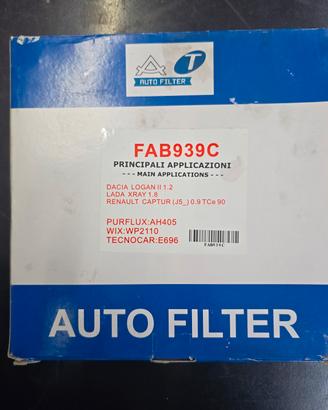 T
AUTO FILTER
FAB939C
PRINCIPALI APPLICAZIONI
- - - MAIN APPLICATIONS - - -
DACIA LOGAN II 1.2
LADA XRAY 1.8
RENAULT CAPTUR (J5_) 0.9 TCe 90
PURFLUX:AH405
WIX:WP2110
TECNOCAR:E696
FAB939C
AUTO FILTER